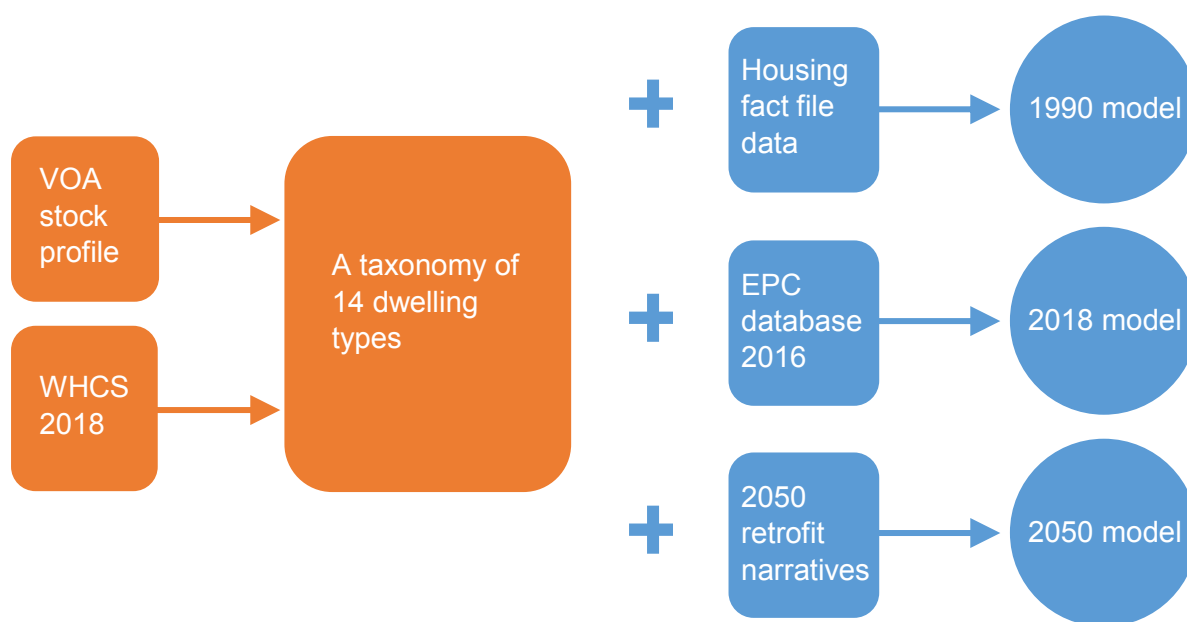 VOA
stock
profile
WHCS
2018
A taxonomy of
14 dwelling
types
+
Housing
fact file
data
1990 model
+
EPC
database
2016
2018 model
+
2050
retrofit
narratives
2050 model